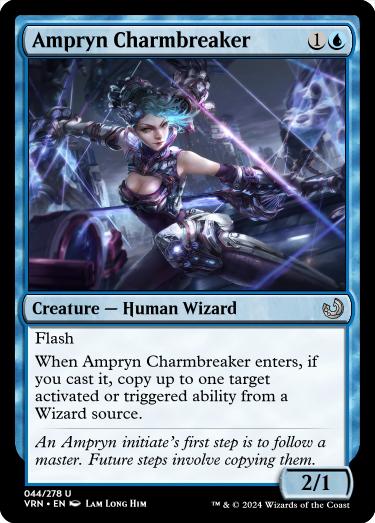 Ampryn Charmbreaker 1
Creature — Human Wizard
Flash
When Ampryn Charmbreaker enters, if
you cast it, copy up to one target
activated or triggered ability from a
Wizard source.
An Ampryn initiate's first step is to follow a
master. Future steps involve copying them.
2/1
044/278 U
VRN • EN Lam Long Him
™ & © 2024 Wizards of the Coast